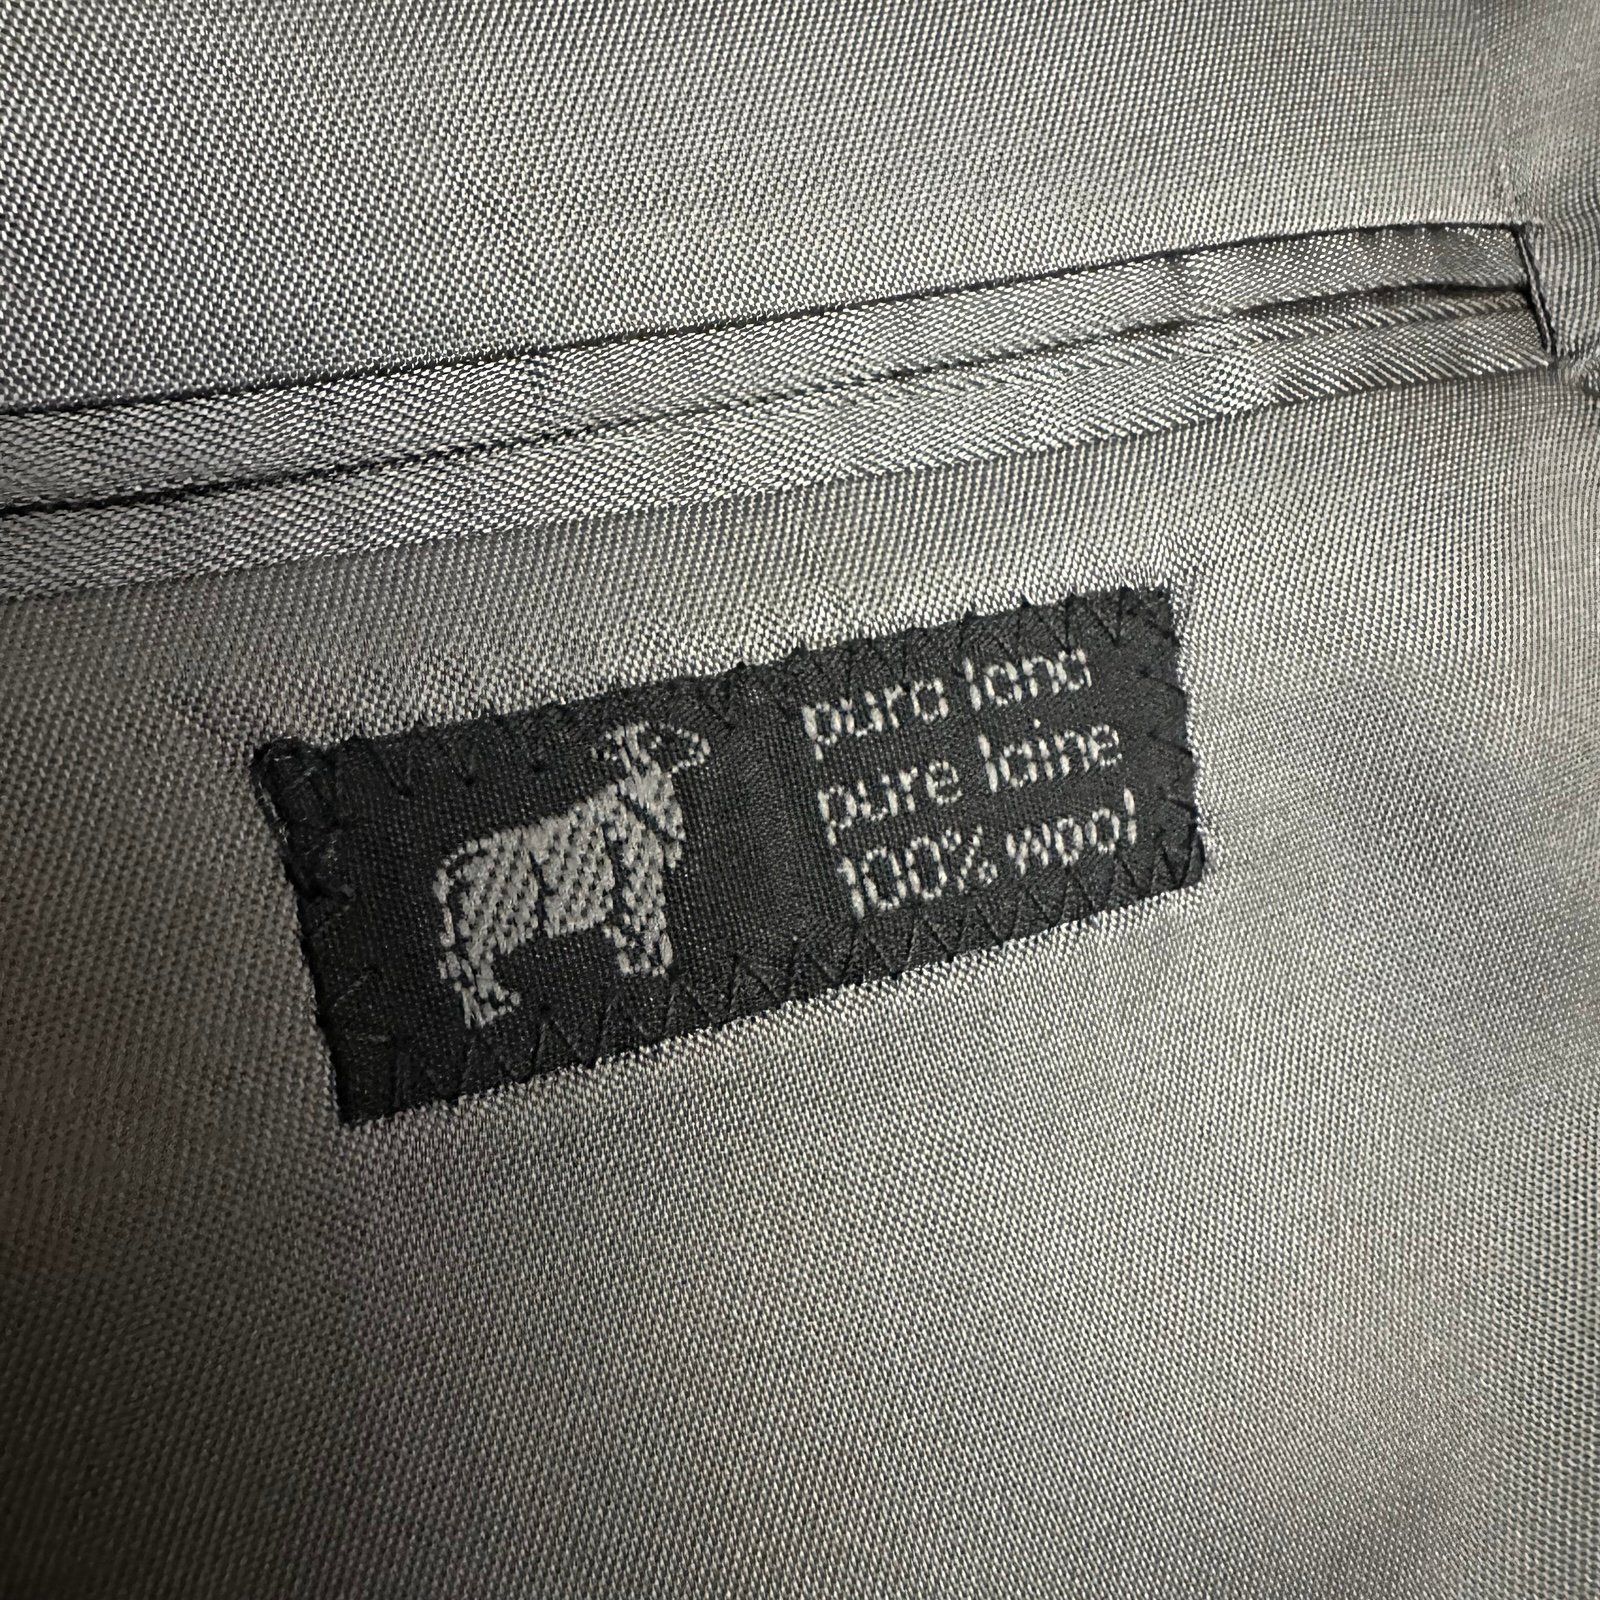 pura lana
pure laine
100% wool